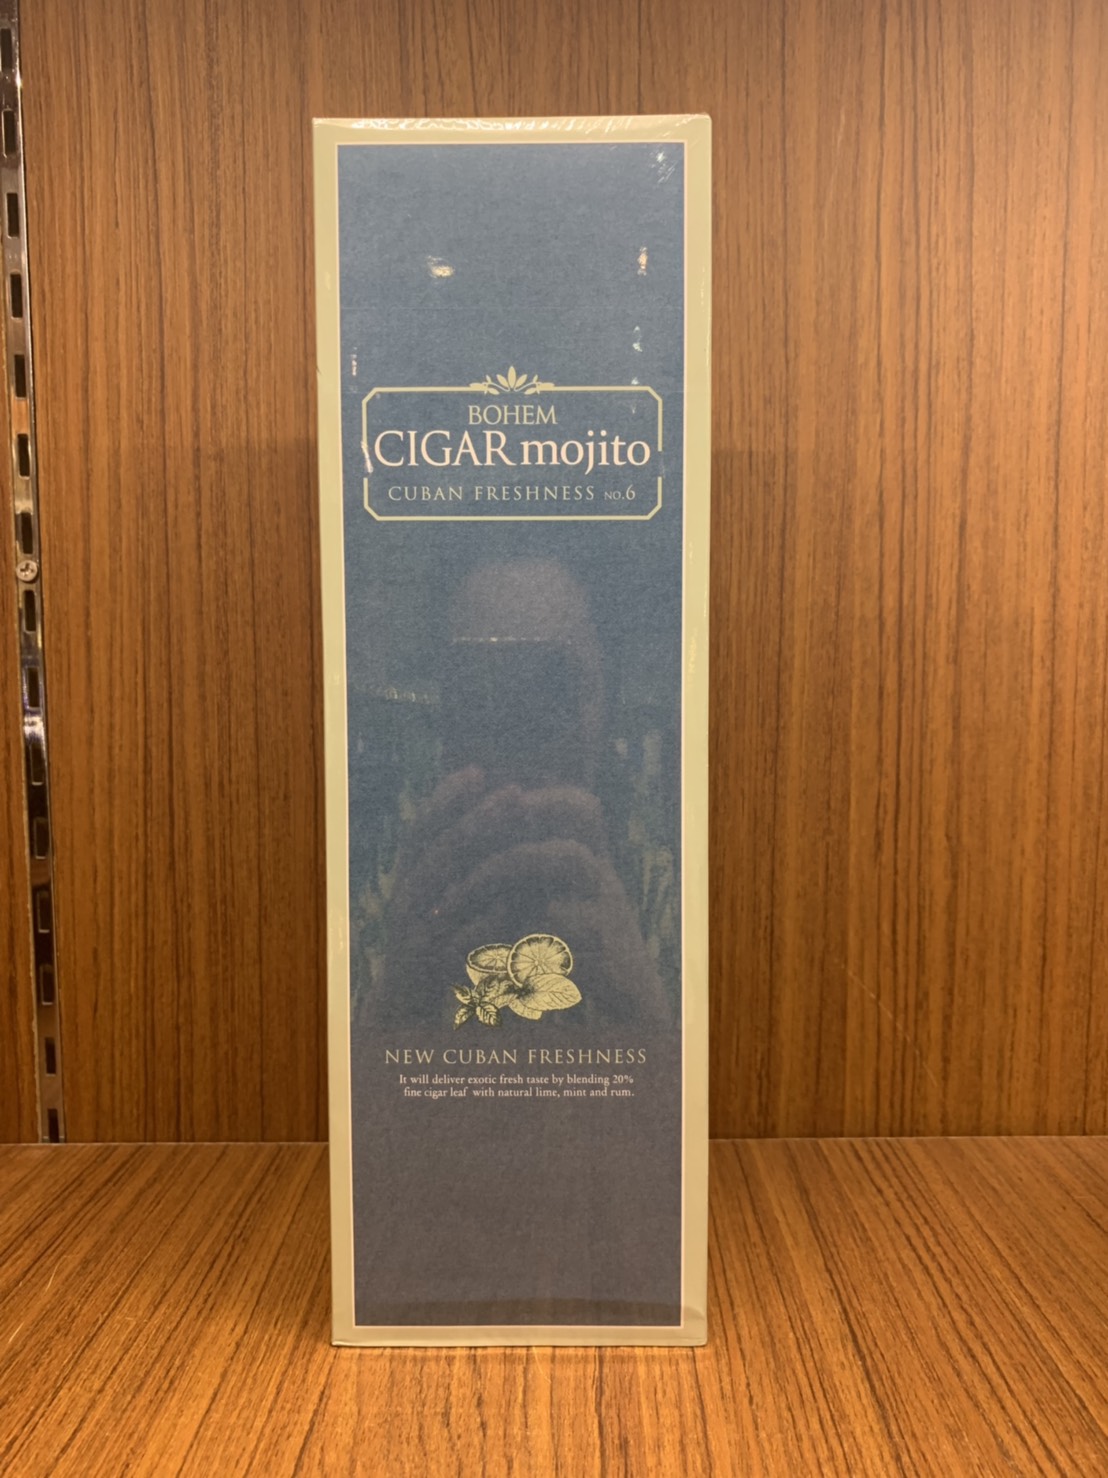 BOHEM
CIGAR mojito
CUBAN FRESHNESS NO.6
NEW CUBAN FRESHNESS
It will deliver exotic fresh taste by blending 20%
fine cigar leaf with natural lime, mint and rum.